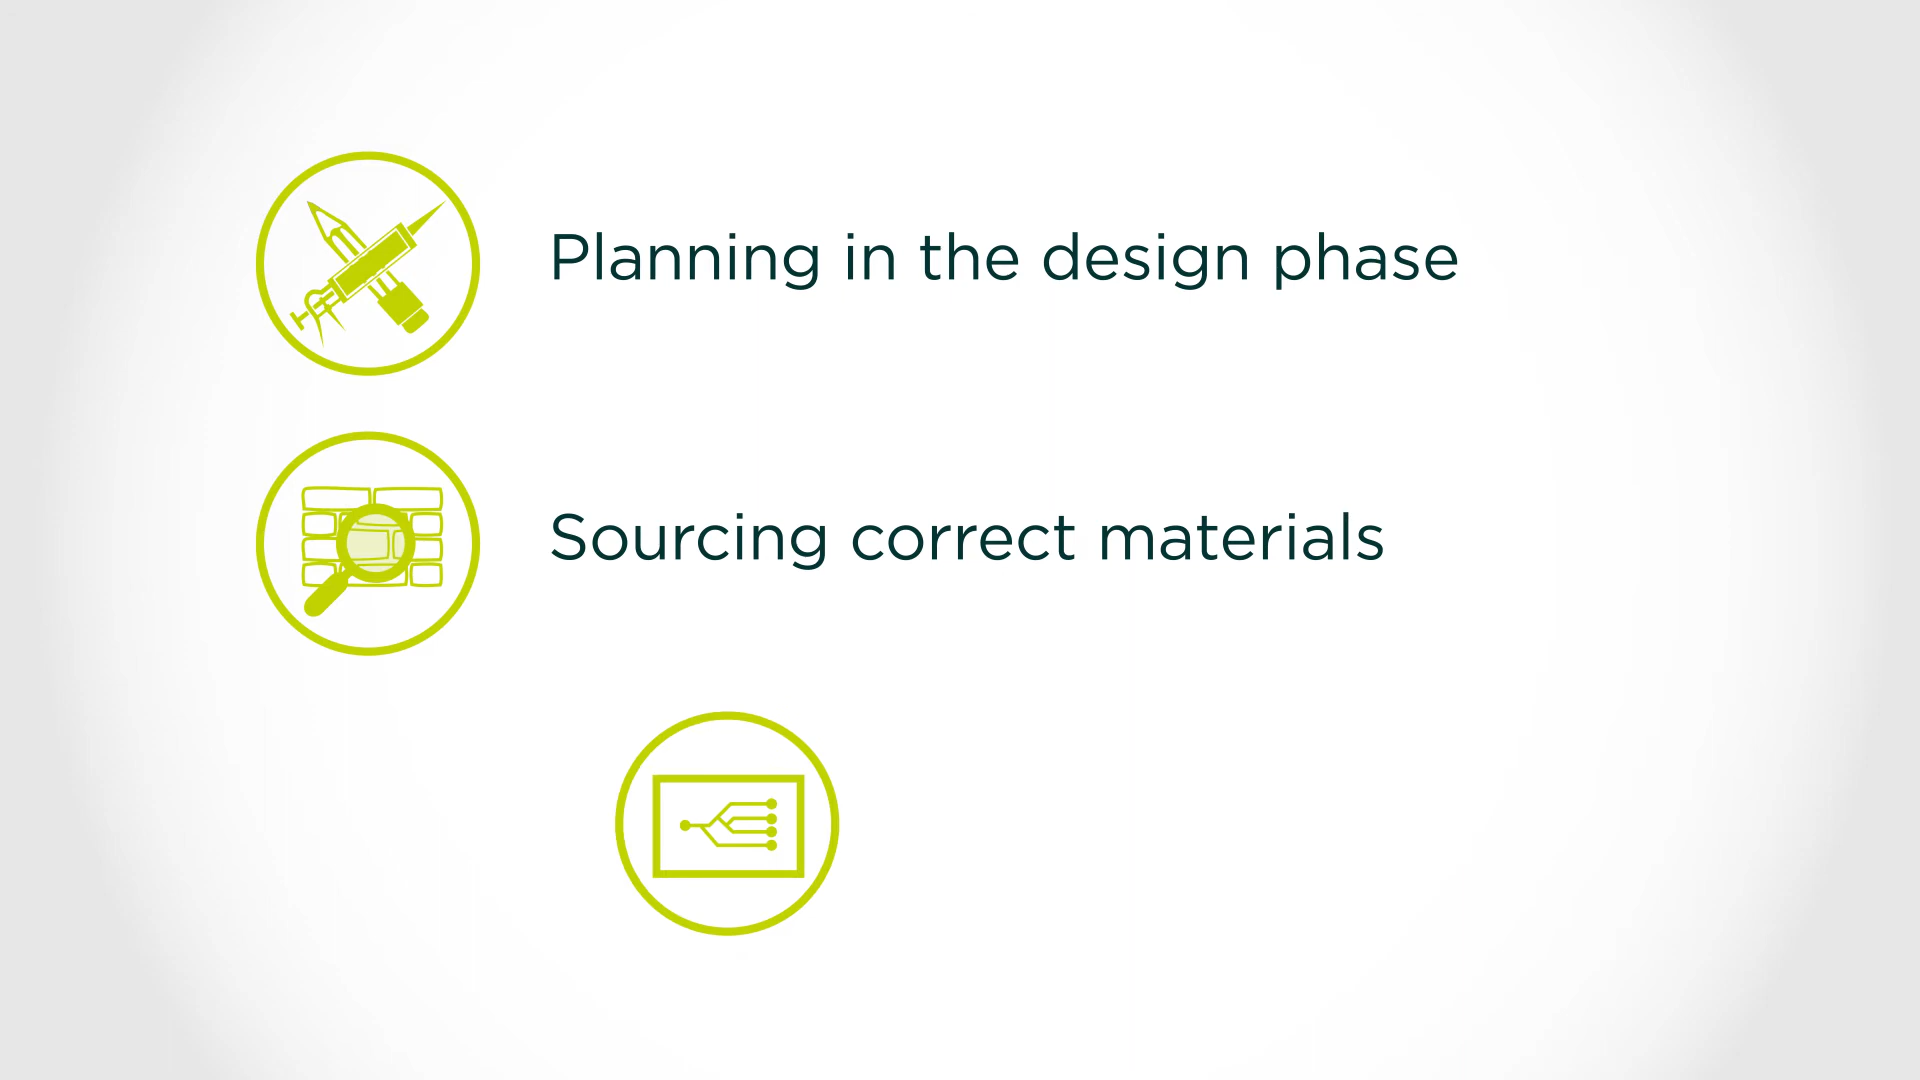 Planning in the design phase
Sourcing correct materials